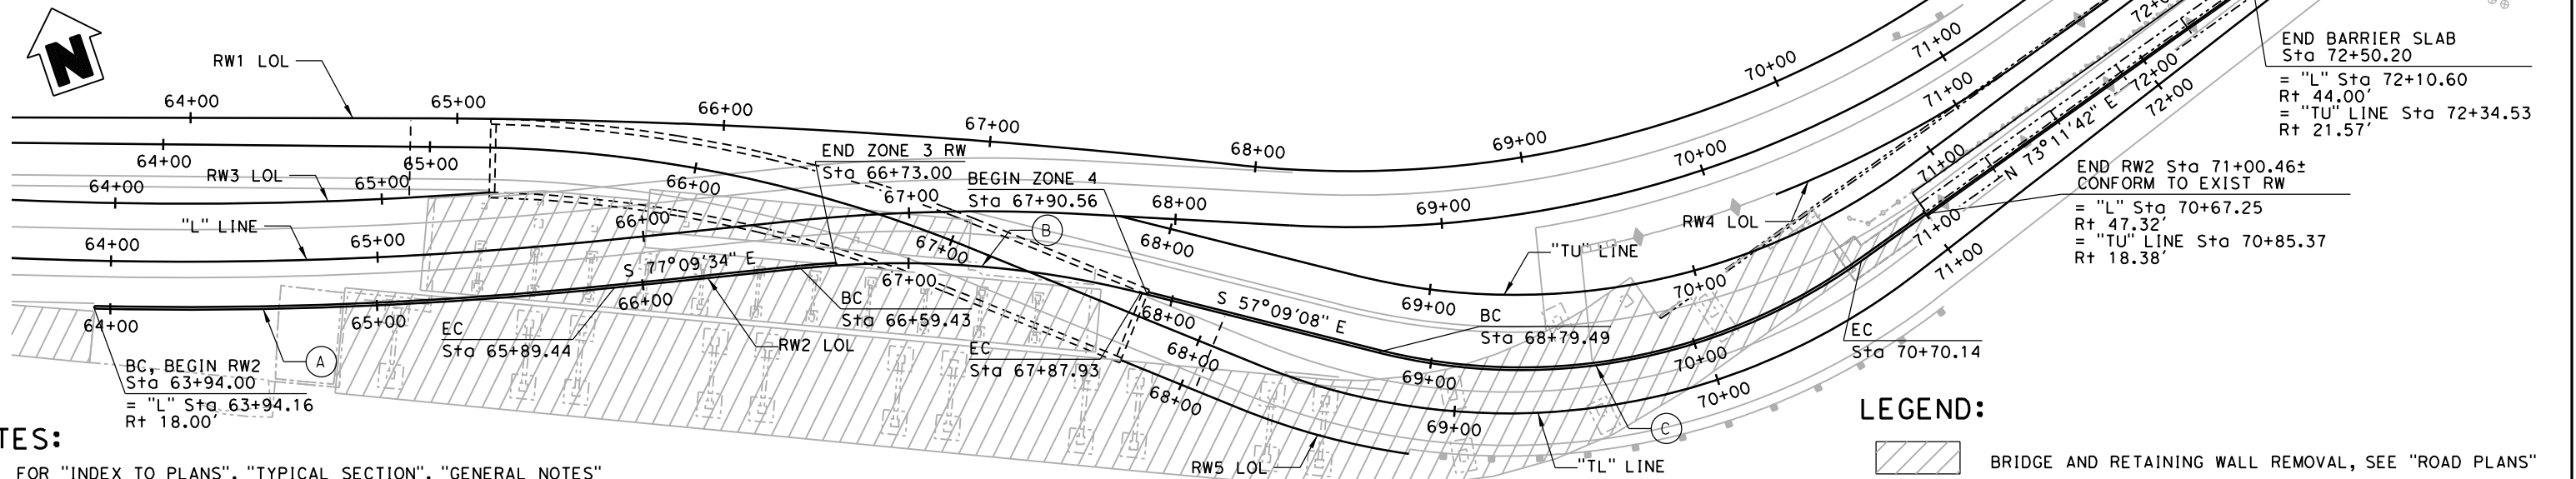 N
RW1 LOL
64+00
65+00
66+00
67+00
68+00
69+00
70+00
71+00
72+00
64+00
65+00
66+00
67+00
68+00
69+00
70+00
71+00
RW3 LOL
64+00
65+00
"L" LINE
64+00
65+00
66+00
67+00
68+00
69+00
70+00
71+00
72+00
END ZONE 3 RW
Sta 66+73.00
BEGIN ZONE 4
Sta 67+90.56
B
RW4 LOL
"TU" LINE
END BARRIER SLAB
Sta 72+50.20
= "L" Sta 72+10.60
Rt 44.00'
= "TU" LINE Sta 72+34.53
Rt 21.57'
N 73°11'42" E
END RW2 Sta 71+00.46±
CONFORM TO EXIST RW
= "L" Sta 70+67.25
Rt 47.32'
= "TU" LINE Sta 70+85.37
Rt 18.38'
S 77°09'34" E
64+00
65+00
66+00
67+00
68+00
69+00
70+00
71+00
72+00
S 57°09'08" E
BC
Sta 66+59.43
BC
Sta 68+79.49
EC
Sta 65+89.44
RW2 LOL
EC
Sta 67+87.93
EC
Sta 70+70.14
A
BC, BEGIN RW2
Sta 63+94.00
= "L" Sta 63+94.16
Rt 18.00'
68+00
68+00
69+00
70+00
71+00
C
RW5 LOL
"TL" LINE
TES:
FOR "INDEX TO PLANS", "TYPICAL SECTION", "GENERAL NOTES"
LEGEND:
BRIDGE AND RETAINING WALL REMOVAL, SEE "ROAD PLANS"